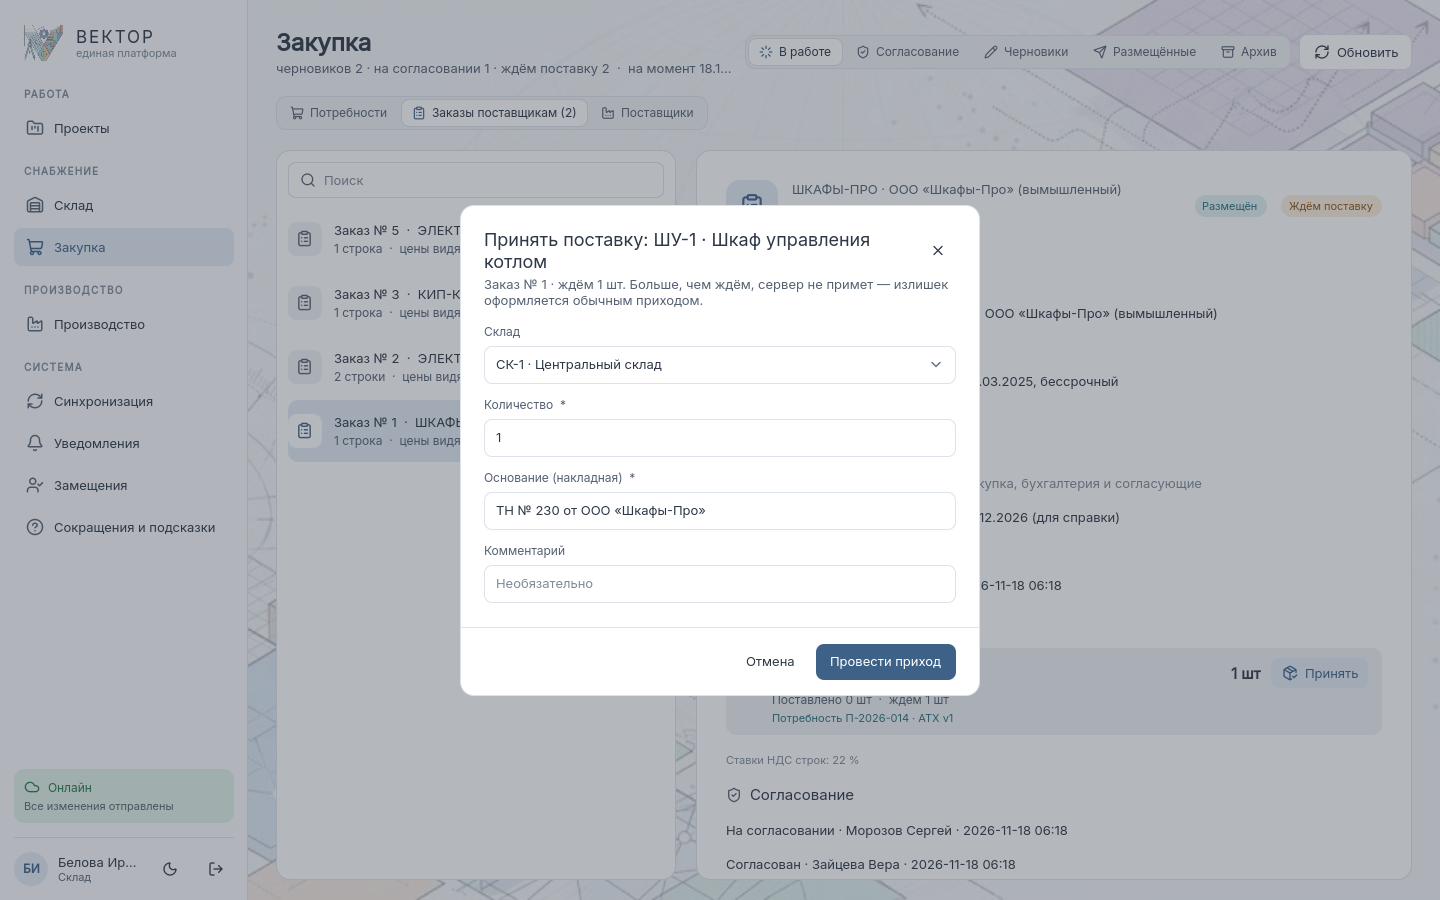 ВЕКТОР
единая платформа
РАБОТА
Проекты
СНАБЖЕНИЕ
Склад
Закупка
ПРОИЗВОДСТВО
Производство
СИСТЕМА
Синхронизация
Уведомления
Замещения
Сокращения и подсказки
Онлайн
Все изменения отправлены
БИ
Белова Ир...
Склад
Закупка
черновиков 2 · на согласовании 1 · ждём поставку 2 · на момент 18.1...
В работе
Согласование
Черновики
Размещённые
Архив
Обновить
Потребности
Заказы поставщикам (2)
Поставщики
Поиск
Заказ № 5 · ЭЛЕКТ
1 строка · цены видя
Заказ № 3 · КИП-К
1 строка · цены видя
Заказ № 2 · ЭЛЕКТ
2 строки · цены видя
Заказ № 1 · ШКАФЫ
1 строка · цены видя
ШКАФЫ-ПРО · ООО «Шкафы-Про» (вымышленный)
Размещён
Ждём поставку
ООО «Шкафы-Про» (вымышленный)
.03.2025, бессрочный
купка, бухгалтерия и согласующие
12.2026 (для справки)
6-11-18 06:18
1 шт
Принять
Поставлено 0 шт · ждём 1 шт
Потребность П-2026-014 · АТХ v1
Ставки НДС строк: 22 %
Согласование
На согласовании · Морозов Сергей · 2026-11-18 06:18
Согласован · Зайцева Вера · 2026-11-18 06:18
Принять поставку: ШУ-1 · Шкаф управления
котлом
Заказ № 1 · ждём 1 шт. Больше, чем ждём, сервер не примет — излишек
оформляется обычным приходом.
Склад
СК-1 · Центральный склад
Количество *
1
Основание (накладная) *
ТН № 230 от ООО «Шкафы-Про»
Комментарий
Необязательно
Отмена
Провести приход